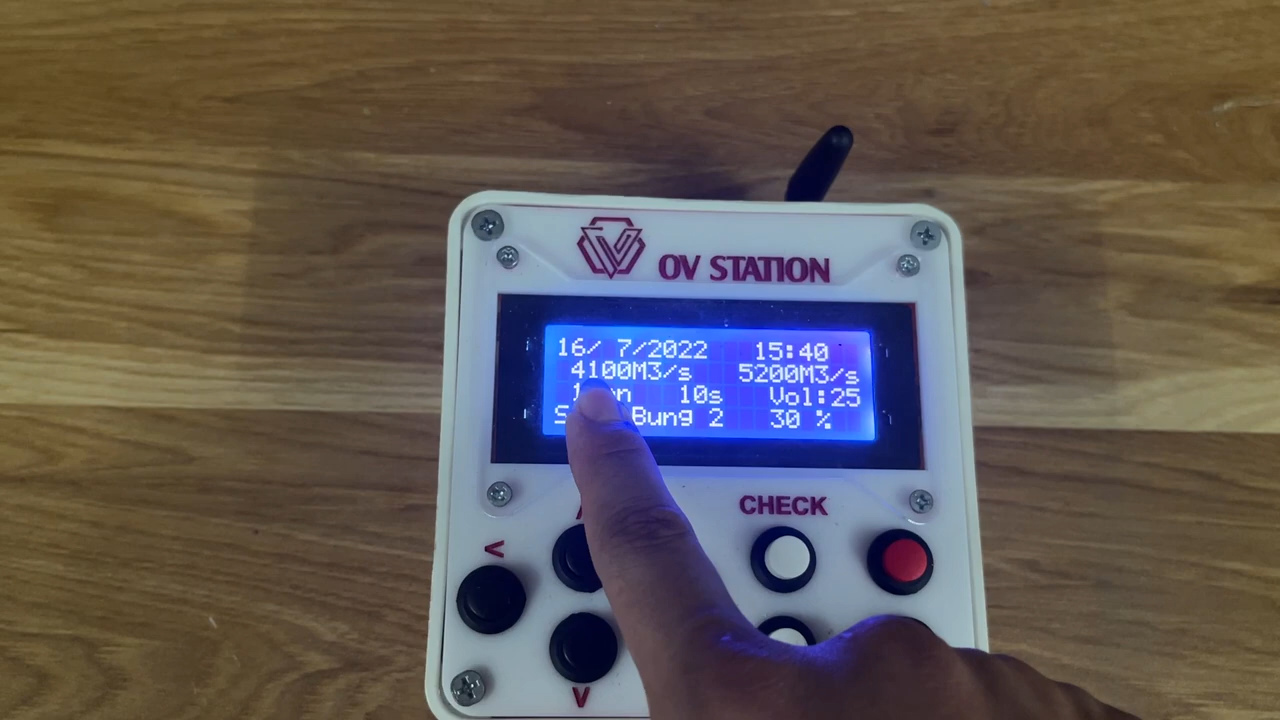 OV STATION
16/ 7/2022 15:40
4100M3/s 5200M3/s
10s Vol:25
Bung 2 30 %
CHECK
<
V